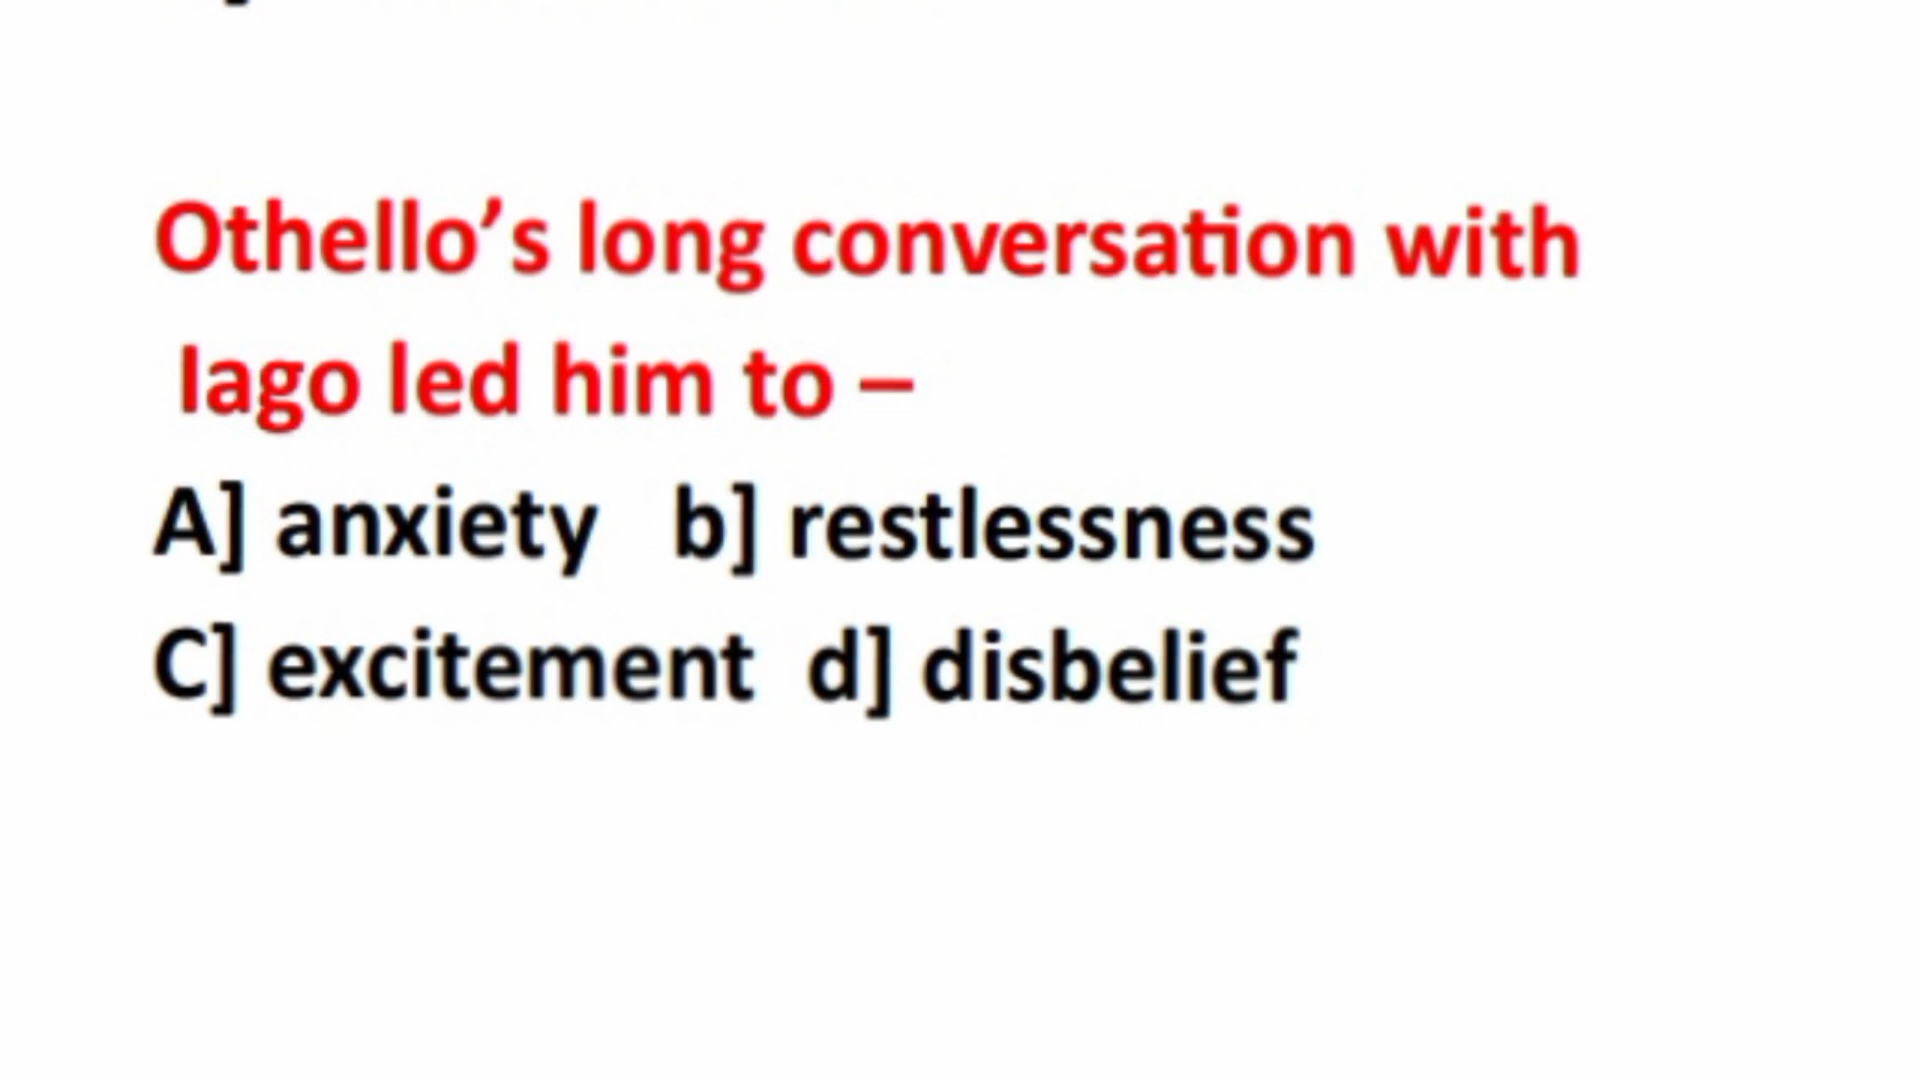 Othello’s long conversation with
Iago led him to –
A] anxiety b] restlessness
C] excitement d] disbelief